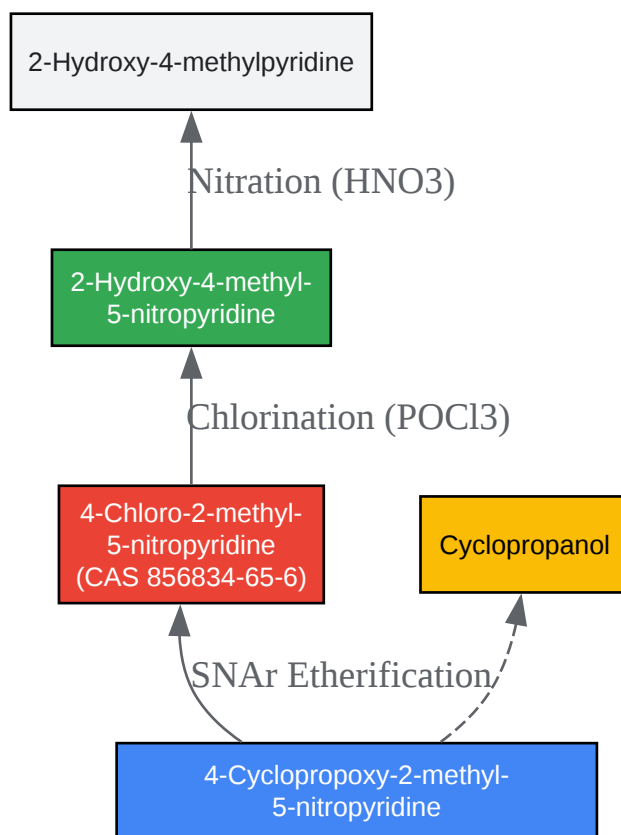 2-Hydroxy-4-methylpyridine
Nitration (HNO3)
2-Hydroxy-4-methyl-
5-nitropyridine
Chlorination (POCl3)
4-Chloro-2-methyl-
5-nitropyridine
(CAS 856834-65-6)
Cyclopropanol
SNAr Etherification
4-Cyclopropoxy-2-methyl-
5-nitropyridine